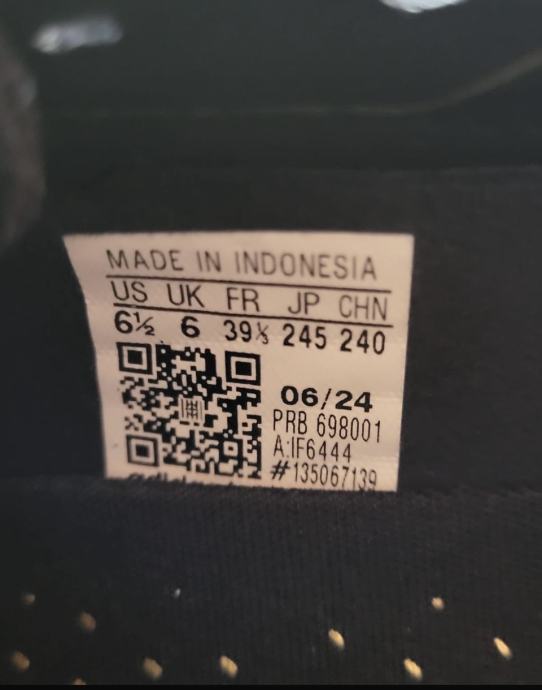 MADE IN INDONESIA
US UK FR JP CHN
6½ 6 39⅓ 245 240
06/24
PRB 698001
A:IF6444
#135067139